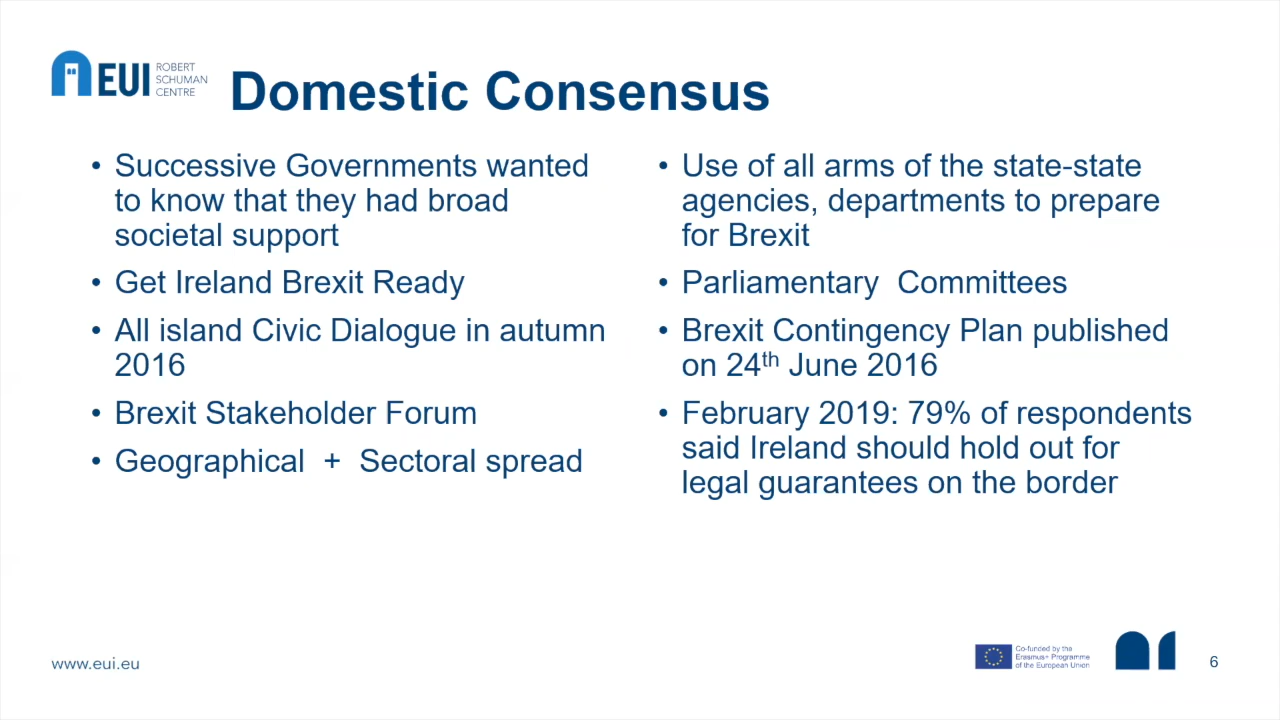 EUI
ROBERT
SCHUMAN
CENTRE
Domestic Consensus
• Successive Governments wanted
to know that they had broad
societal support
• Get Ireland Brexit Ready
• All island Civic Dialogue in autumn
2016
• Brexit Stakeholder Forum
• Geographical + Sectoral spread
• Use of all arms of the state-state
agencies, departments to prepare
for Brexit
• Parliamentary Committees
• Brexit Contingency Plan published
on 24th June 2016
• February 2019: 79% of respondents
said Ireland should hold out for
legal guarantees on the border
www.eui.eu
Co-funded by the
Erasmus+ Programme
of the European Union
6